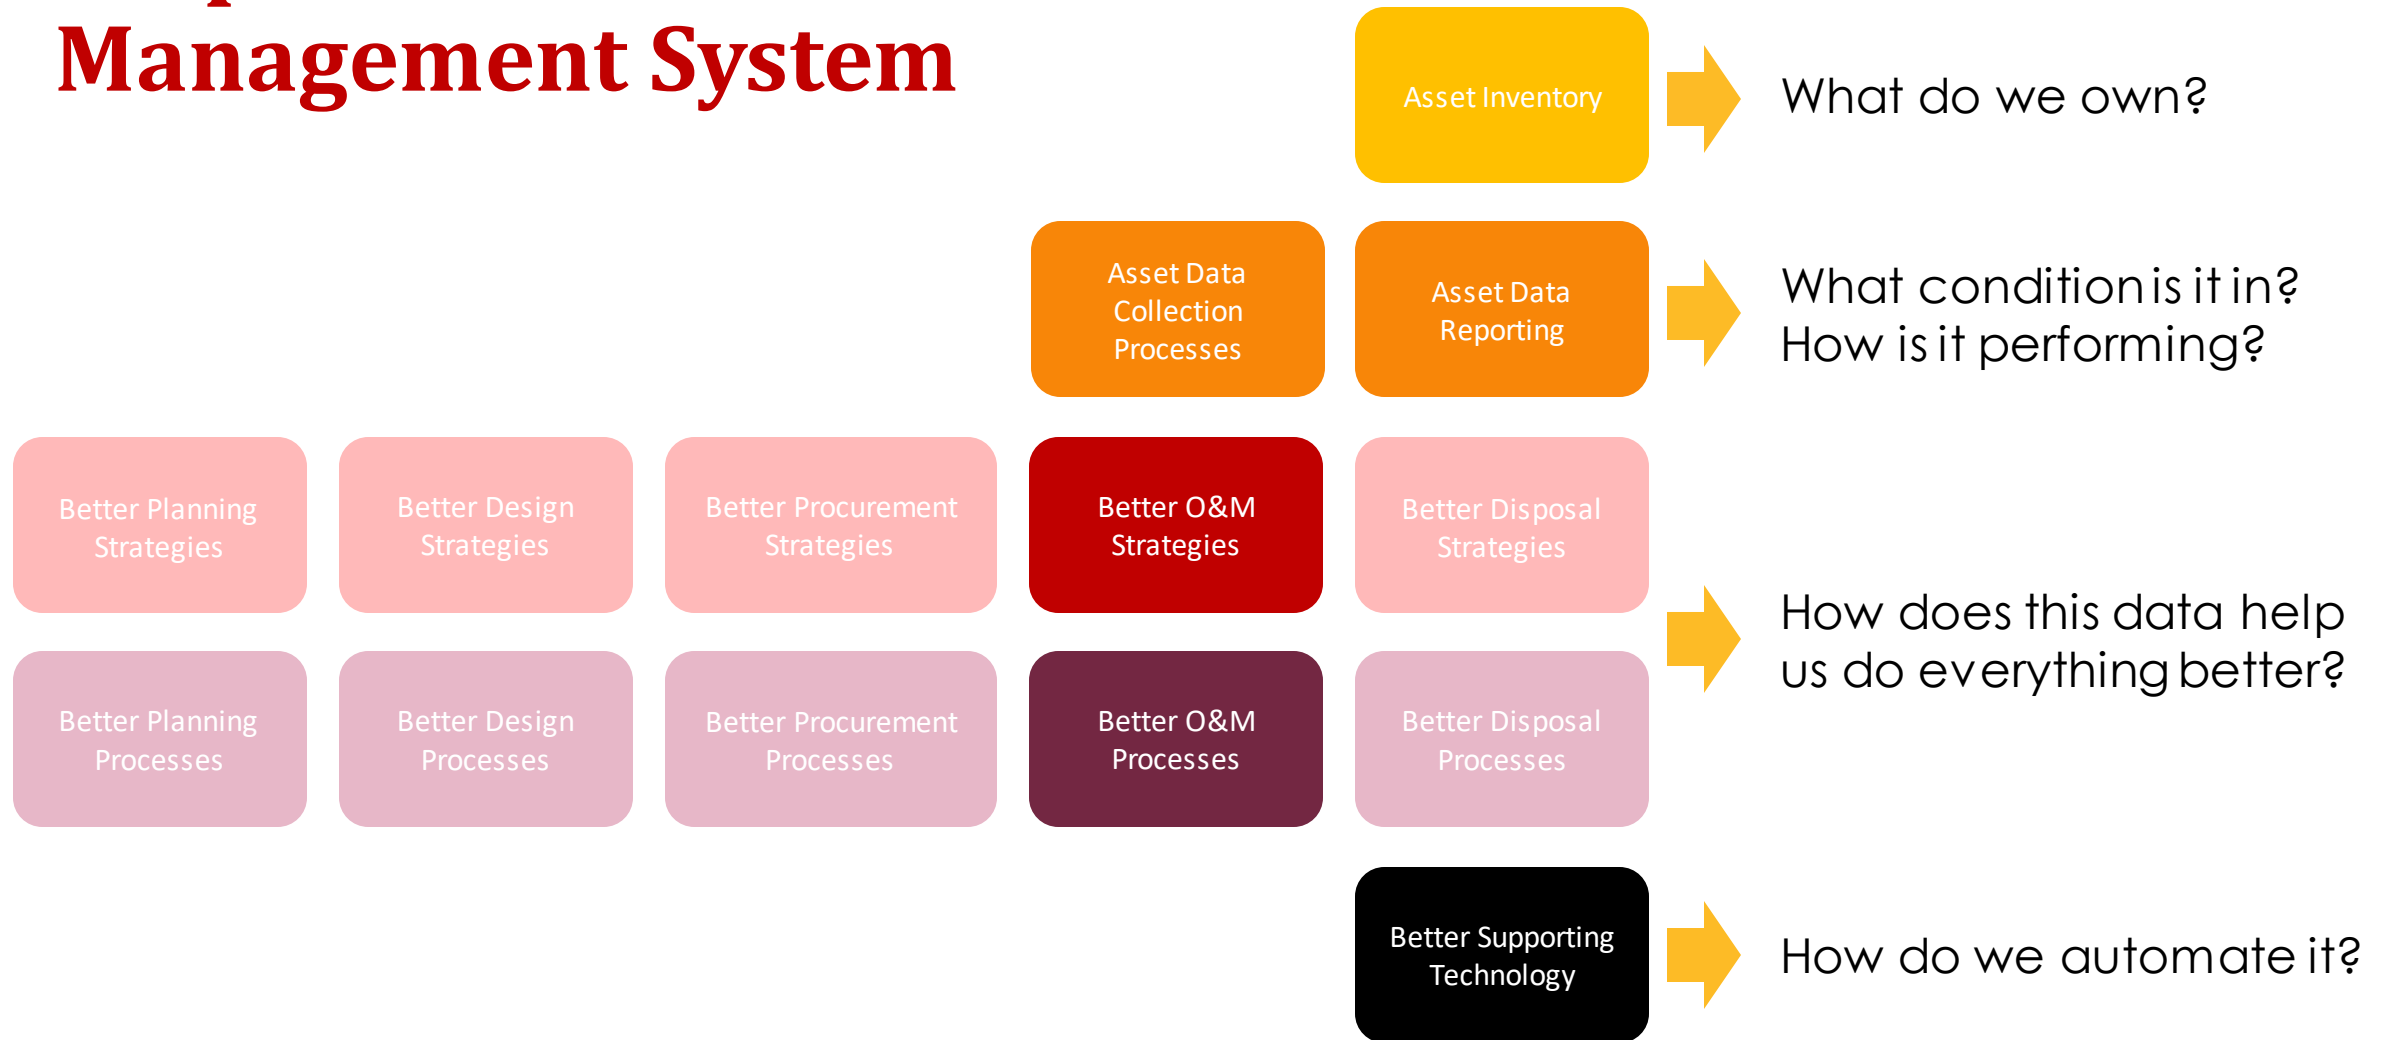 Management System
Asset Inventory
What do we own?
Asset Data
Collection
Processes
Asset Data
Reporting
What condition is it in?
How is it performing?
Better Planning
Strategies
Better Design
Strategies
Better Procurement
Strategies
Better O&M
Strategies
Better Disposal
Strategies
How does this data help
us do everything better?
Better Planning
Processes
Better Design
Processes
Better Procurement
Processes
Better O&M
Processes
Better Disposal
Processes
Better Supporting
Technology
How do we automate it?